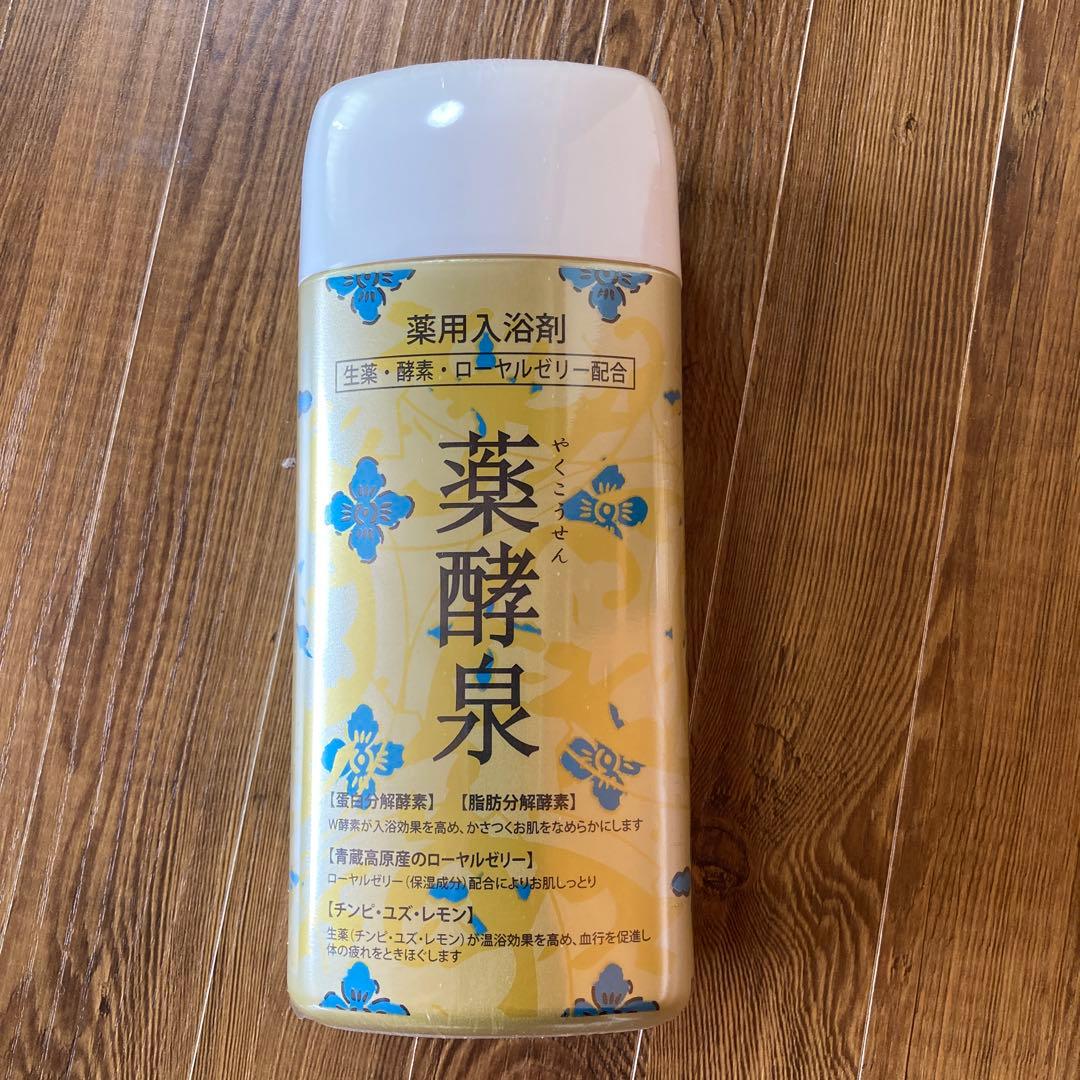 薬用入浴剤
生薬・酵素・ローヤルゼリー配合
薬酵泉
やくこうせん
【蛋白分解酵素】 【脂肪分解酵素】
W酵素が入浴効果を高め、かさつくお肌をなめらかにします
【青蔵高原産のローヤルゼリー】
ローヤルゼリー(保湿成分)配合によりお肌しっとり
【チンピ・ユズ・レモン】
生薬(チンピ・ユズ・レモン)が温浴効果を高め、血行を促進し
体の疲れをときほぐします